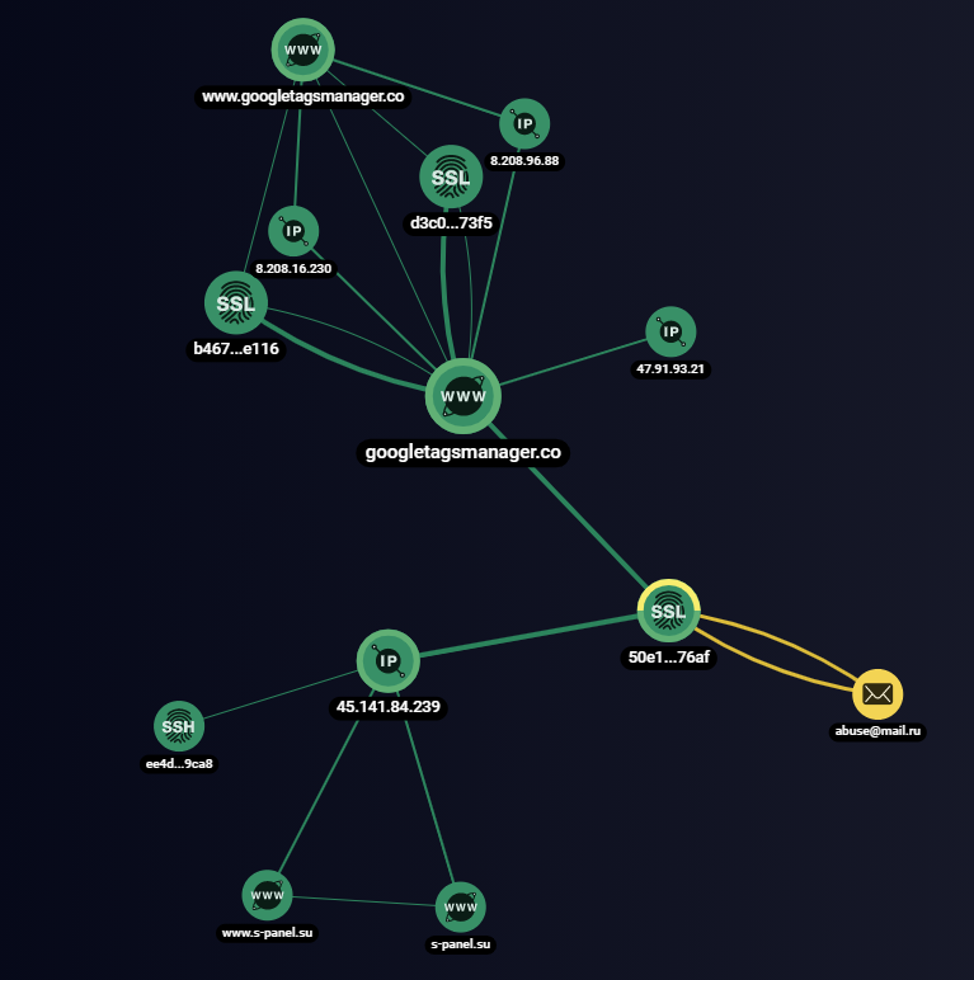 WWW
www.googletagsmanager.co
IP
8.208.96.88
SSL
d3c0...73f5
IP
8.208.16.230
SSL
b467...e116
IP
47.91.93.21
WWW
googletagsmanager.co
SSL
50e1...76af
IP
45.141.84.239
abuse@mail.ru
SSH
ee4d...9ca8
WWW
www.s-panel.su
WWW
s-panel.su